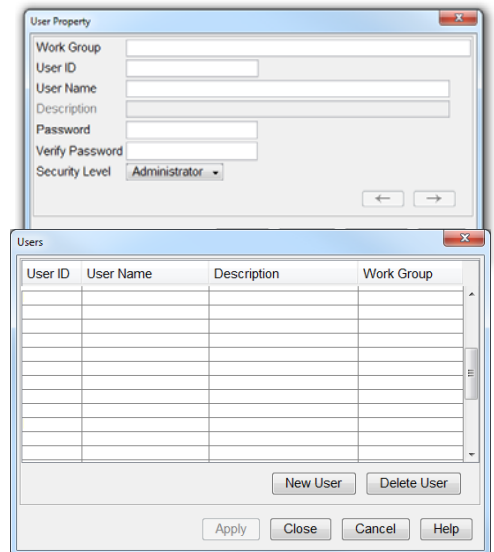 User Property
Work Group
User ID
User Name
Description
Password
Verify Password
Security Level Administrator
Users
User ID User Name Description Work Group
New User Delete User
Apply Close Cancel Help